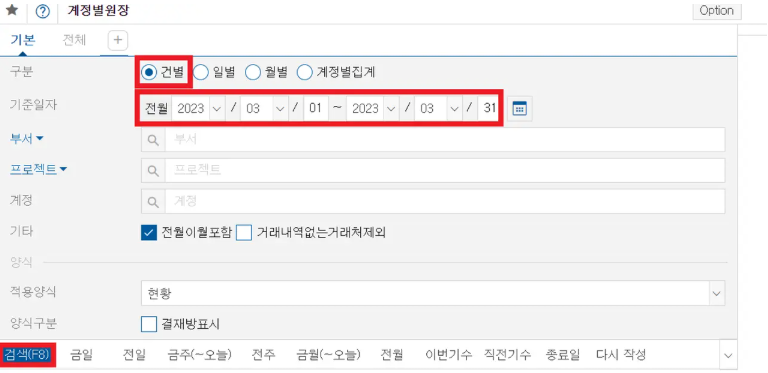 계정별원장 Option
기본 전체 +
구분 건별 일별 월별 계정별집계
기준일자 전월 2023 / 03 / 01 ~ 2023 / 03 / 31
부서 부서
프로젝트 프로젝트
계정 계정
기타 전월이월포함 거래내역없는거래처제외
양식
적용양식 현황
양식구분 결재방표시
검색(F8) 금일 전일 금주(~오늘) 전주 금월(~오늘) 전월 이번기수 직전기수 종료일 다시 작성